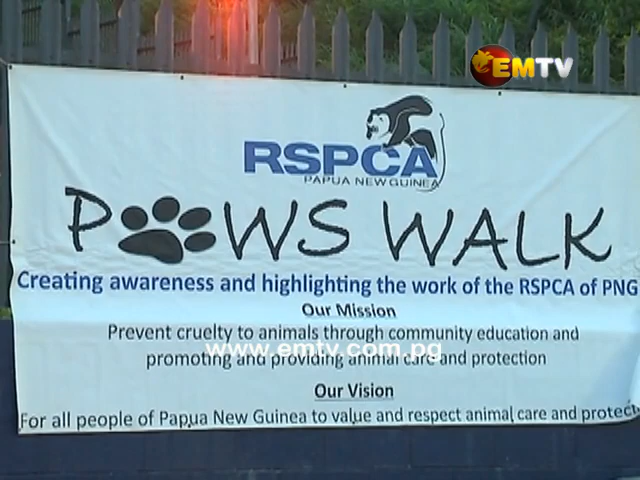 EMTV
RSPCA
PAPUA NEW GUINEA
PAWS WALK
Creating awareness and highlighting the work of the RSPCA of PNG
Our Mission
Prevent cruelty to animals through community education and
www.emtv.com.pg
promoting and providing animal care and protection
Our Vision
For all people of Papua New Guinea to value and respect animal care and protect